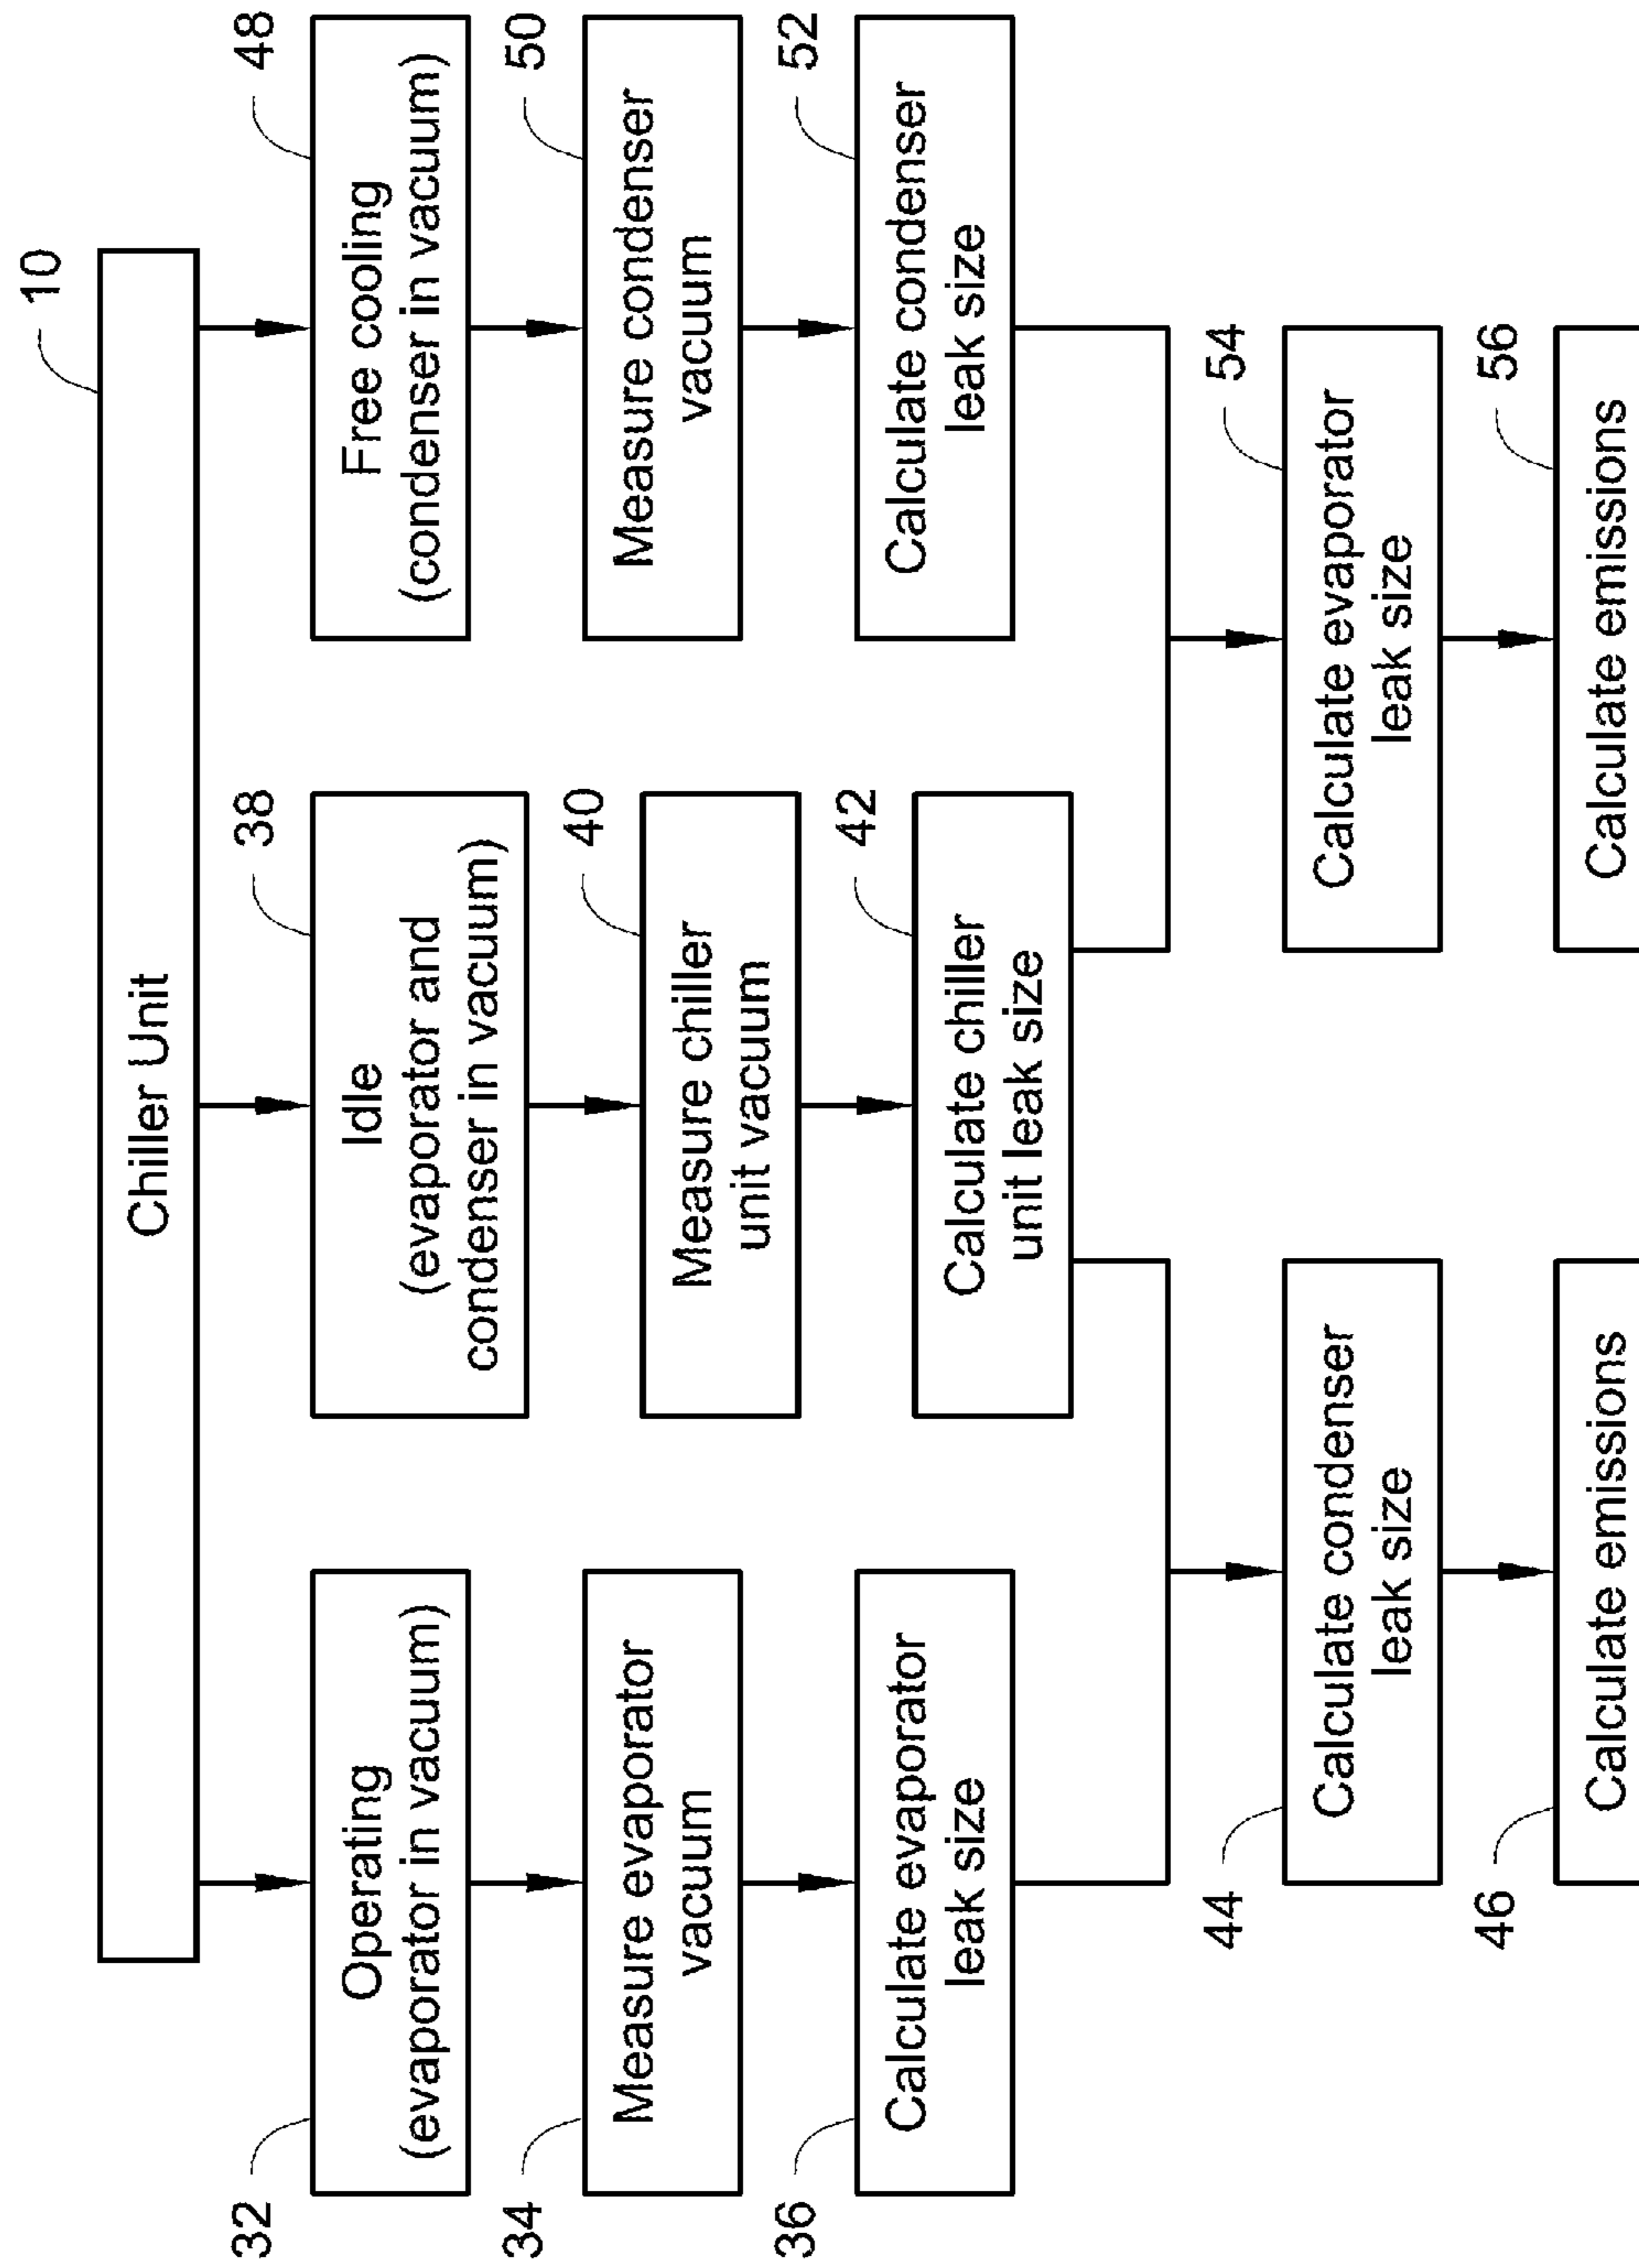 10
Chiller Unit
32
Operating
(evaporator in vacuum)
34
Measure evaporator
vacuum
36
Calculate evaporator
leak size
38
Idle
(evaporator and
condenser in vacuum)
40
Measure chiller
unit vacuum
42
Calculate chiller
unit leak size
48
Free cooling
(condenser in vacuum)
50
Measure condenser
vacuum
52
Calculate condenser
leak size
44
Calculate condenser
leak size
46
Calculate emissions
54
Calculate evaporator
leak size
56
Calculate emissions